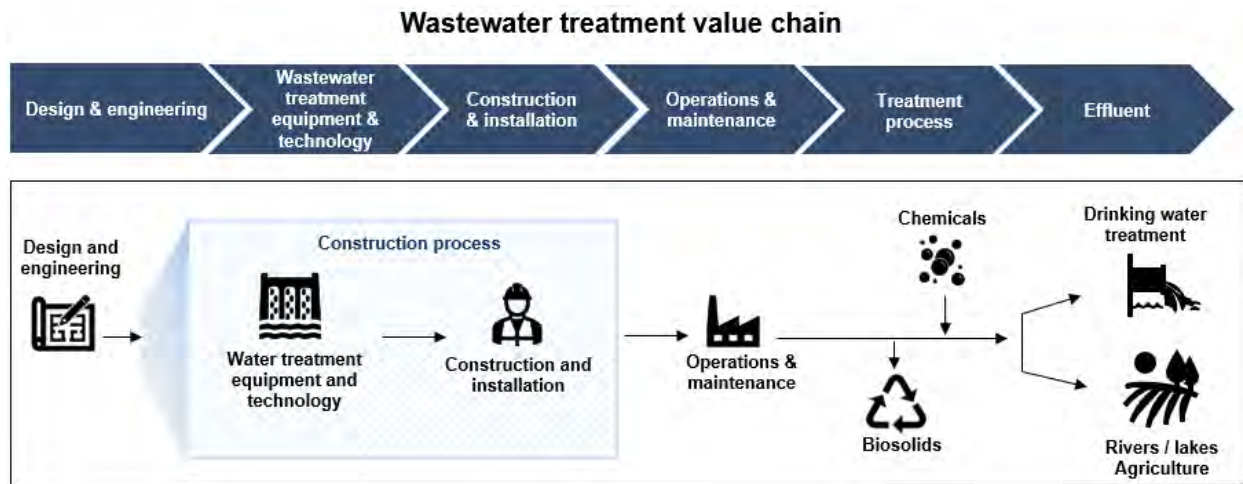 Wastewater treatment value chain
Design & engineering
Wastewater
treatment
equipment &
technology
Construction
& installation
Operations &
maintenance
Treatment
process
Effluent
Design and
engineering
Construction process
Water treatment
equipment and
technology
Construction and
installation
Operations &
maintenance
Chemicals
Biosolids
Drinking water
treatment
Rivers / lakes
Agriculture